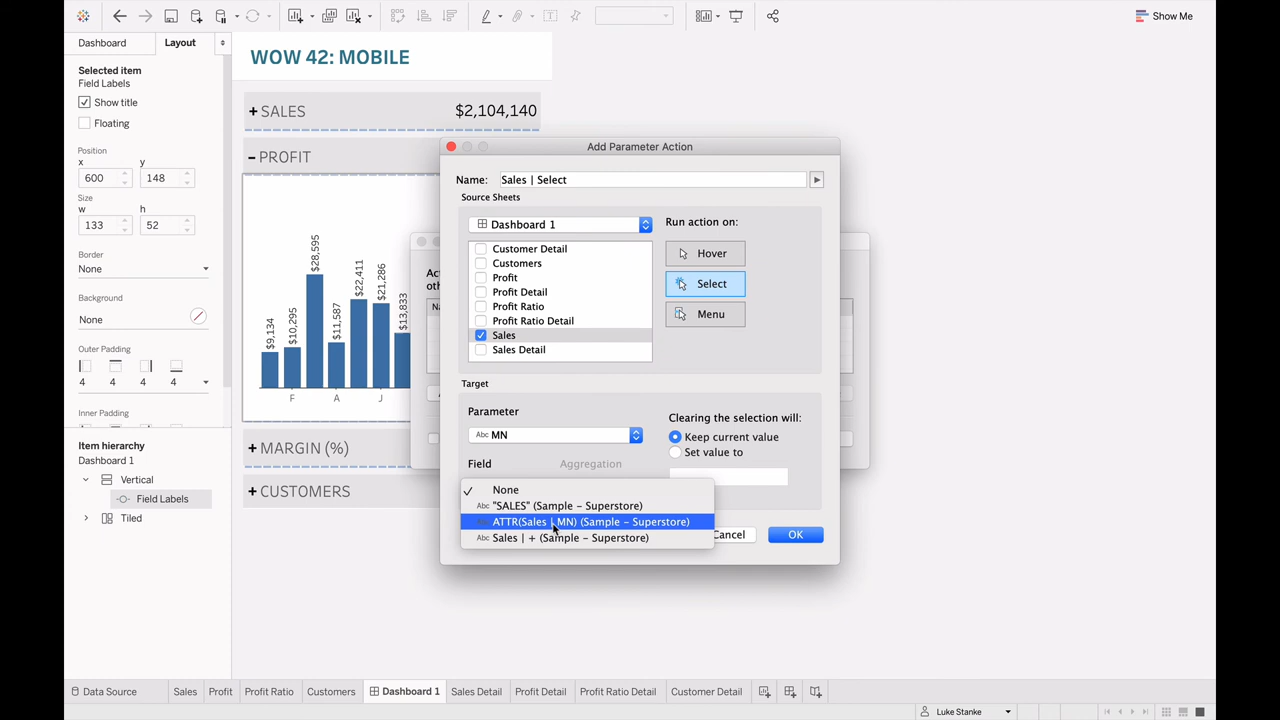 Show Me
Dashboard
Layout
Selected item
Field Labels
Show title
Floating
Position
x
y
600
148
Size
w
h
133
52
Border
None
Background
None
Outer Padding
4
4
4
4
Inner Padding
Item hierarchy
Dashboard 1
Vertical
Field Labels
Tiled
WOW 42: MOBILE
+ SALES
$2,104,140
– PROFIT
$9,134
$10,295
$28,595
$11,587
$22,411
$21,286
$13,833
F
A
J
+ MARGIN (%)
+ CUSTOMERS
Add Parameter Action
Name:
Sales | Select
Source Sheets
Dashboard 1
Customer Detail
Customers
Profit
Profit Detail
Profit Ratio
Profit Ratio Detail
Sales
Sales Detail
Run action on:
Hover
Select
Menu
Target
Parameter
Abc MN
Field
Aggregation
None
Abc "SALES" (Sample – Superstore)
ATTR(Sales | MN) (Sample – Superstore)
Abc Sales | + (Sample – Superstore)
Clearing the selection will:
Keep current value
Set value to
Cancel
OK
Data Source
Sales
Profit
Profit Ratio
Customers
Dashboard 1
Sales Detail
Profit Detail
Profit Ratio Detail
Customer Detail
Luke Stanke